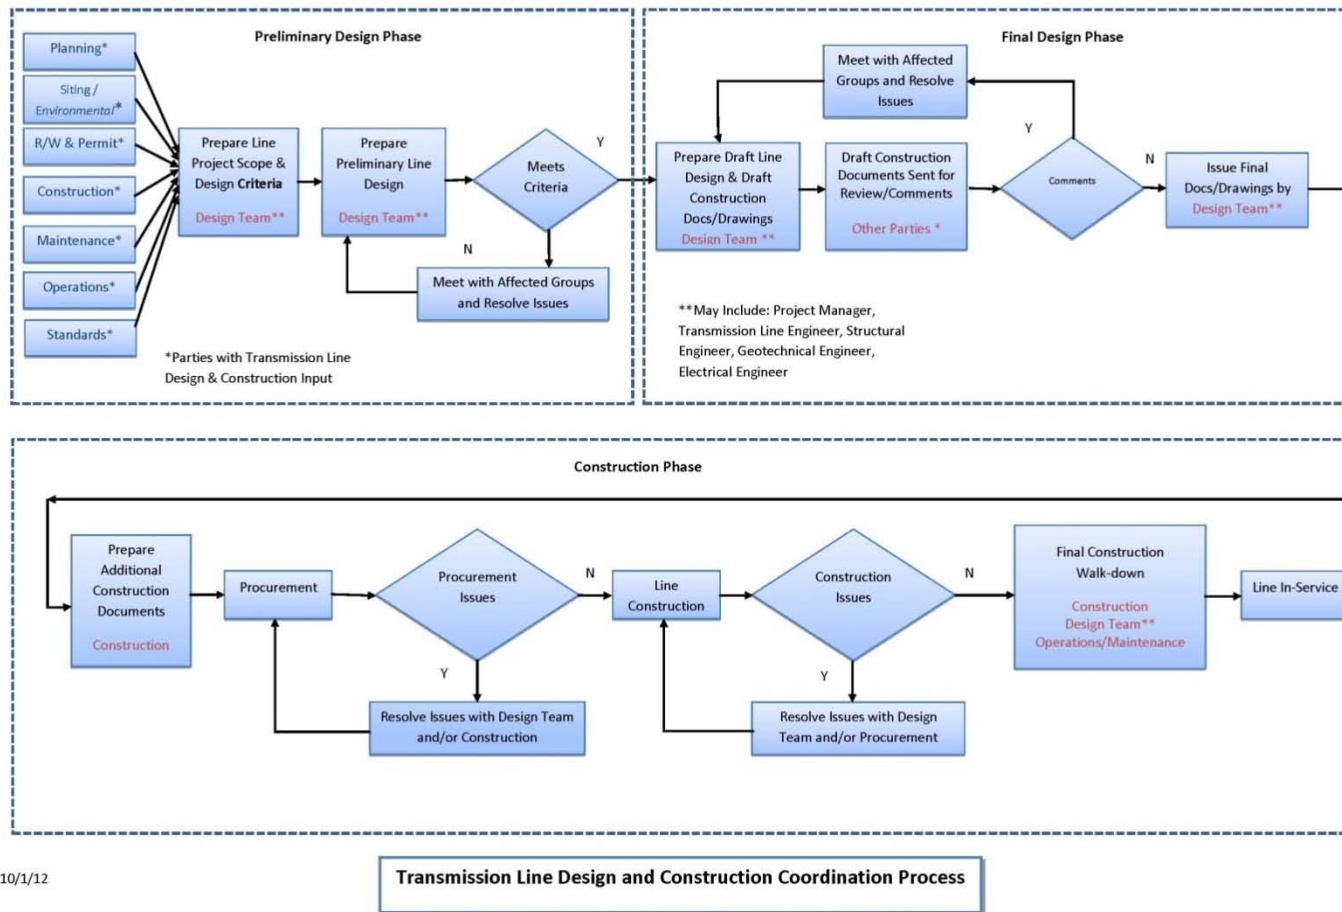 Preliminary Design Phase
Planning*
Siting /
Environmental*
R/W & Permit*
Construction*
Maintenance*
Operations*
Standards*
Prepare Line
Project Scope &
Design Criteria
Design Team**
Prepare
Preliminary Line
Design
Design Team**
Meets
Criteria
Y
N
Meet with Affected Groups
and Resolve Issues
*Parties with Transmission Line
Design & Construction Input
Final Design Phase
Meet with Affected
Groups and Resolve
Issues
Prepare Draft Line
Design & Draft
Construction
Docs/Drawings
Design Team **
Draft Construction
Documents Sent for
Review/Comments
Other Parties *
Y
Comments
N
Issue Final
Docs/Drawings by
Design Team**
**May Include: Project Manager,
Transmission Line Engineer, Structural
Engineer, Geotechnical Engineer,
Electrical Engineer
Construction Phase
Prepare
Additional
Construction
Documents
Construction
Procurement
Procurement
Issues
N
Y
Resolve Issues with Design Team
and/or Construction
Line
Construction
Construction
Issues
N
Y
Resolve Issues with Design
Team and/or Procurement
Final Construction
Walk-down
Construction
Design Team**
Operations/Maintenance
Line In-Service
10/1/12
Transmission Line Design and Construction Coordination Process